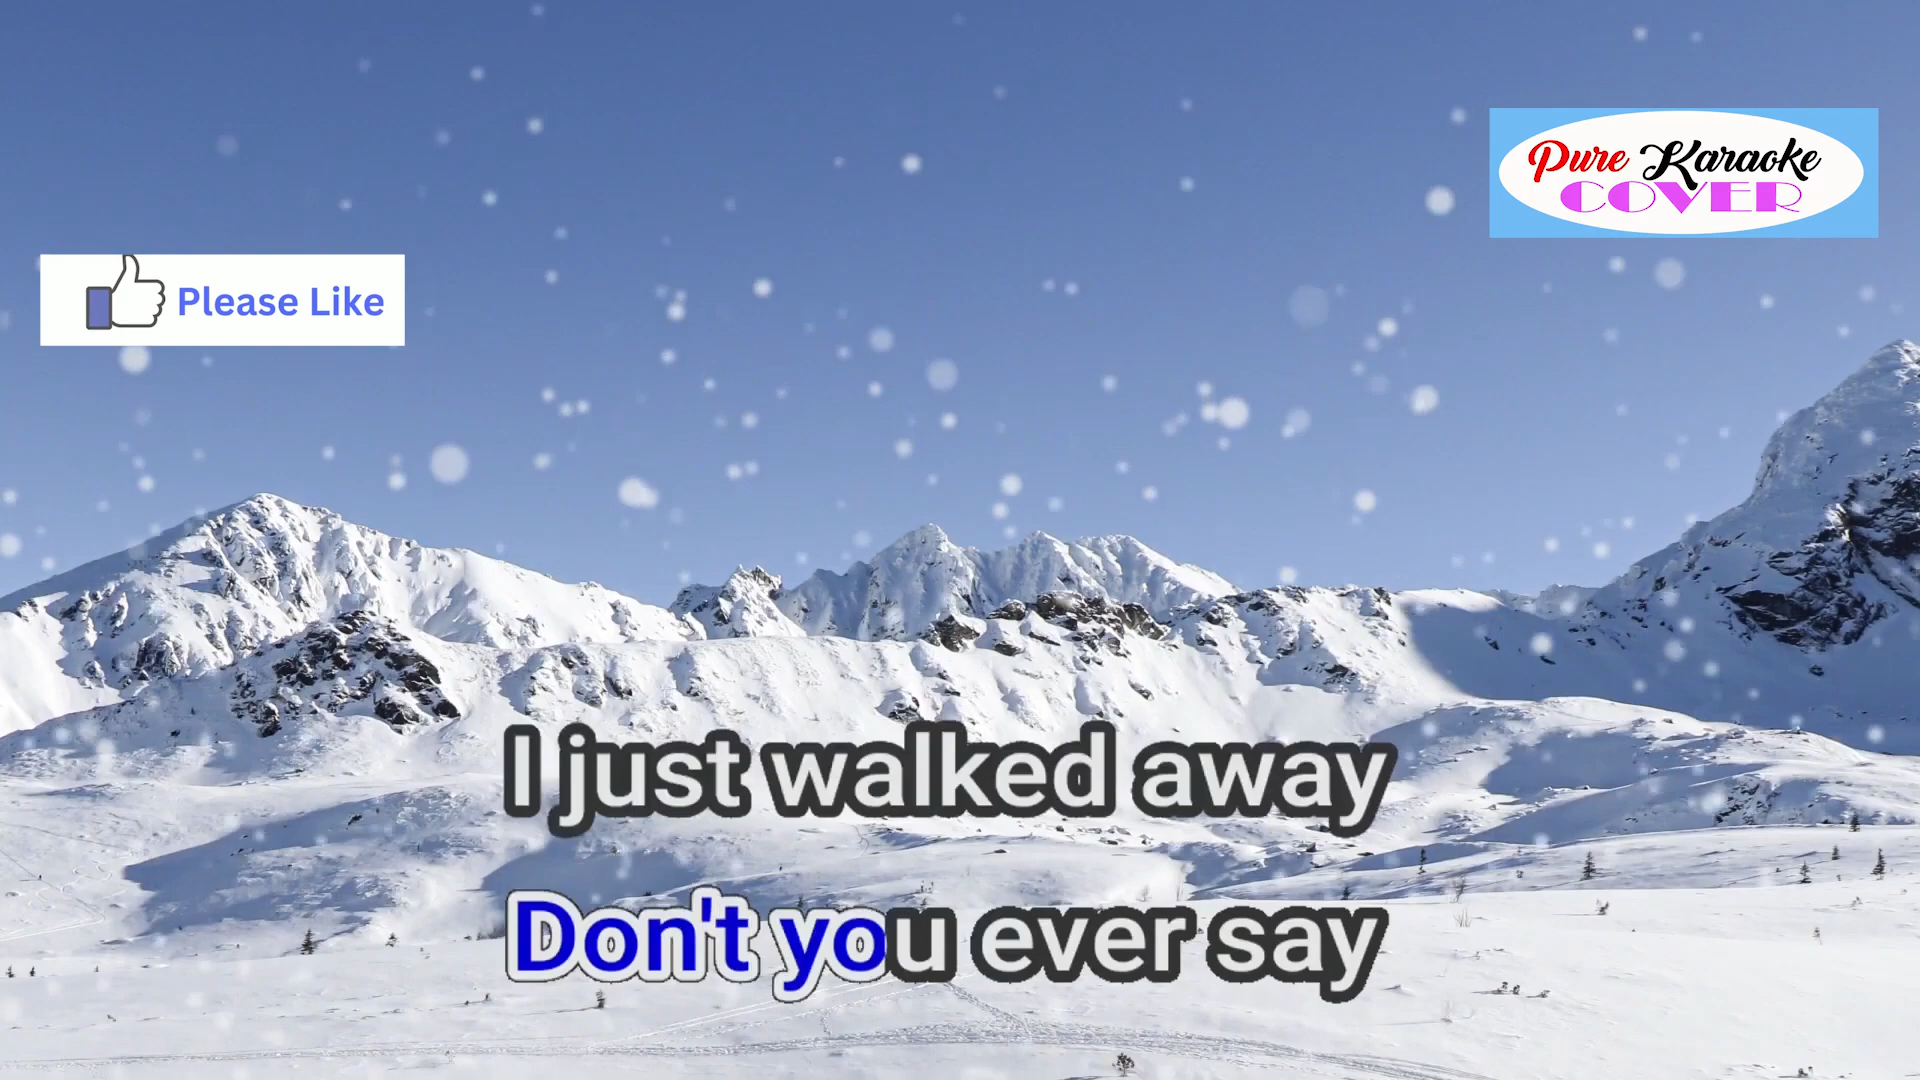 Pure Karaoke
COVER
Please Like
I just walked away
Don't you ever say